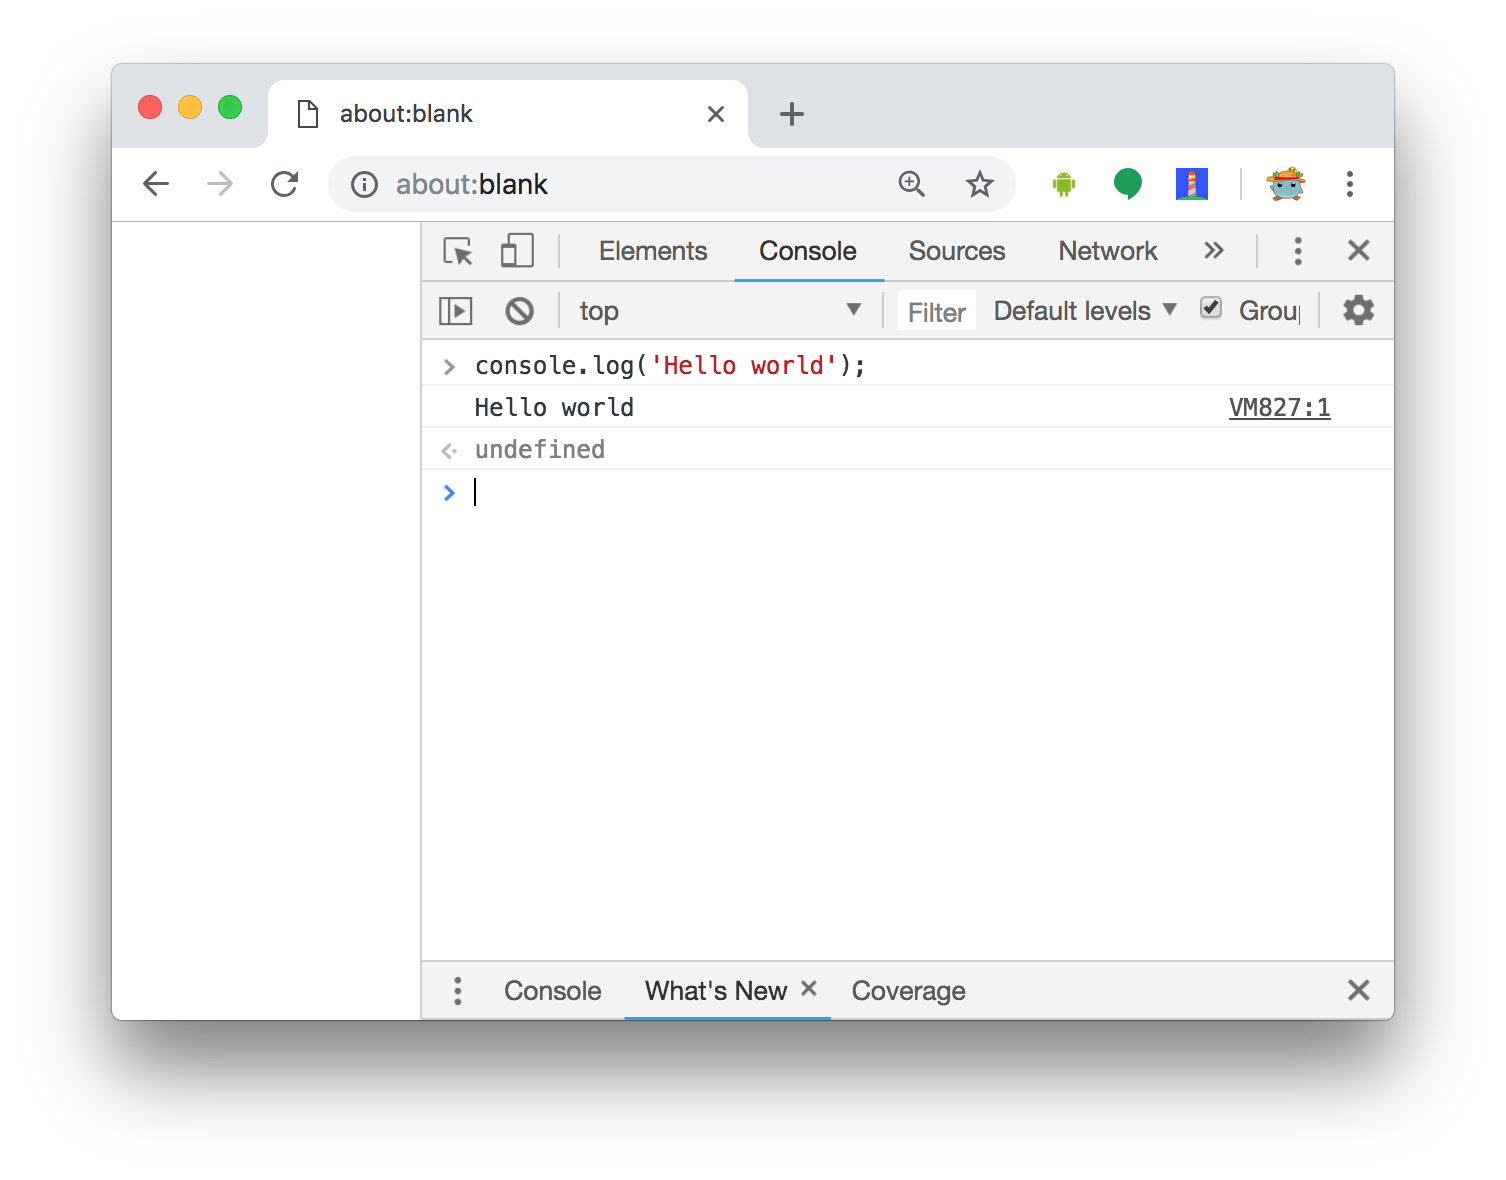 about:blank
about:blank
Elements Console Sources Network
top Filter Default levels Grou
console.log('Hello world');
Hello world VM827:1
undefined
Console What's New Coverage